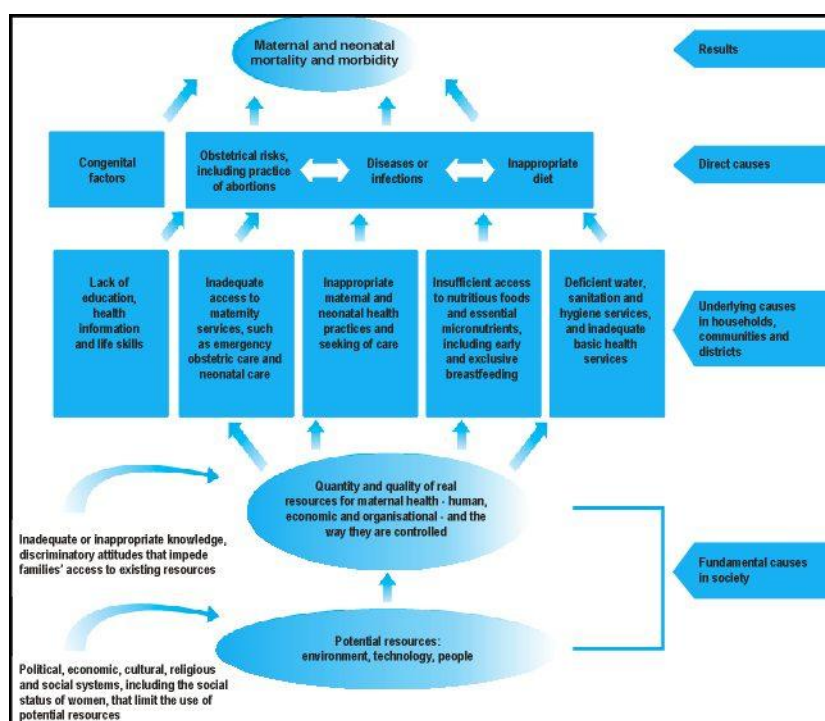 Maternal and neonatal
mortality and morbidity
Results
Congenital
factors
Obstetrical risks,
including practice
of abortions
Diseases or
infections
Inappropriate
diet
Direct causes
Lack of
education,
health
information
and life skills
Inadequate
access to
maternity
services, such
as emergency
obstetric care and
neonatal care
Inappropriate
maternal and
neonatal health
practices and
seeking of care
Insufficient access
to nutritious foods
and essential
micronutrients,
including early
and exclusive
breastfeeding
Deficient water,
sanitation and
hygiene services,
and inadequate
basic health
services
Underlying causes
in households,
communities and
districts
Quantity and quality of real
resources for maternal health - human,
economic and organisational - and the
way they are controlled
Inadequate or inappropriate knowledge,
discriminatory attitudes that impede
families' access to existing resources
Fundamental causes
in society
Potential resources:
environment, technology, people
Political, economic, cultural, religious
and social systems, including the social
status of women, that limit the use of
potential resources